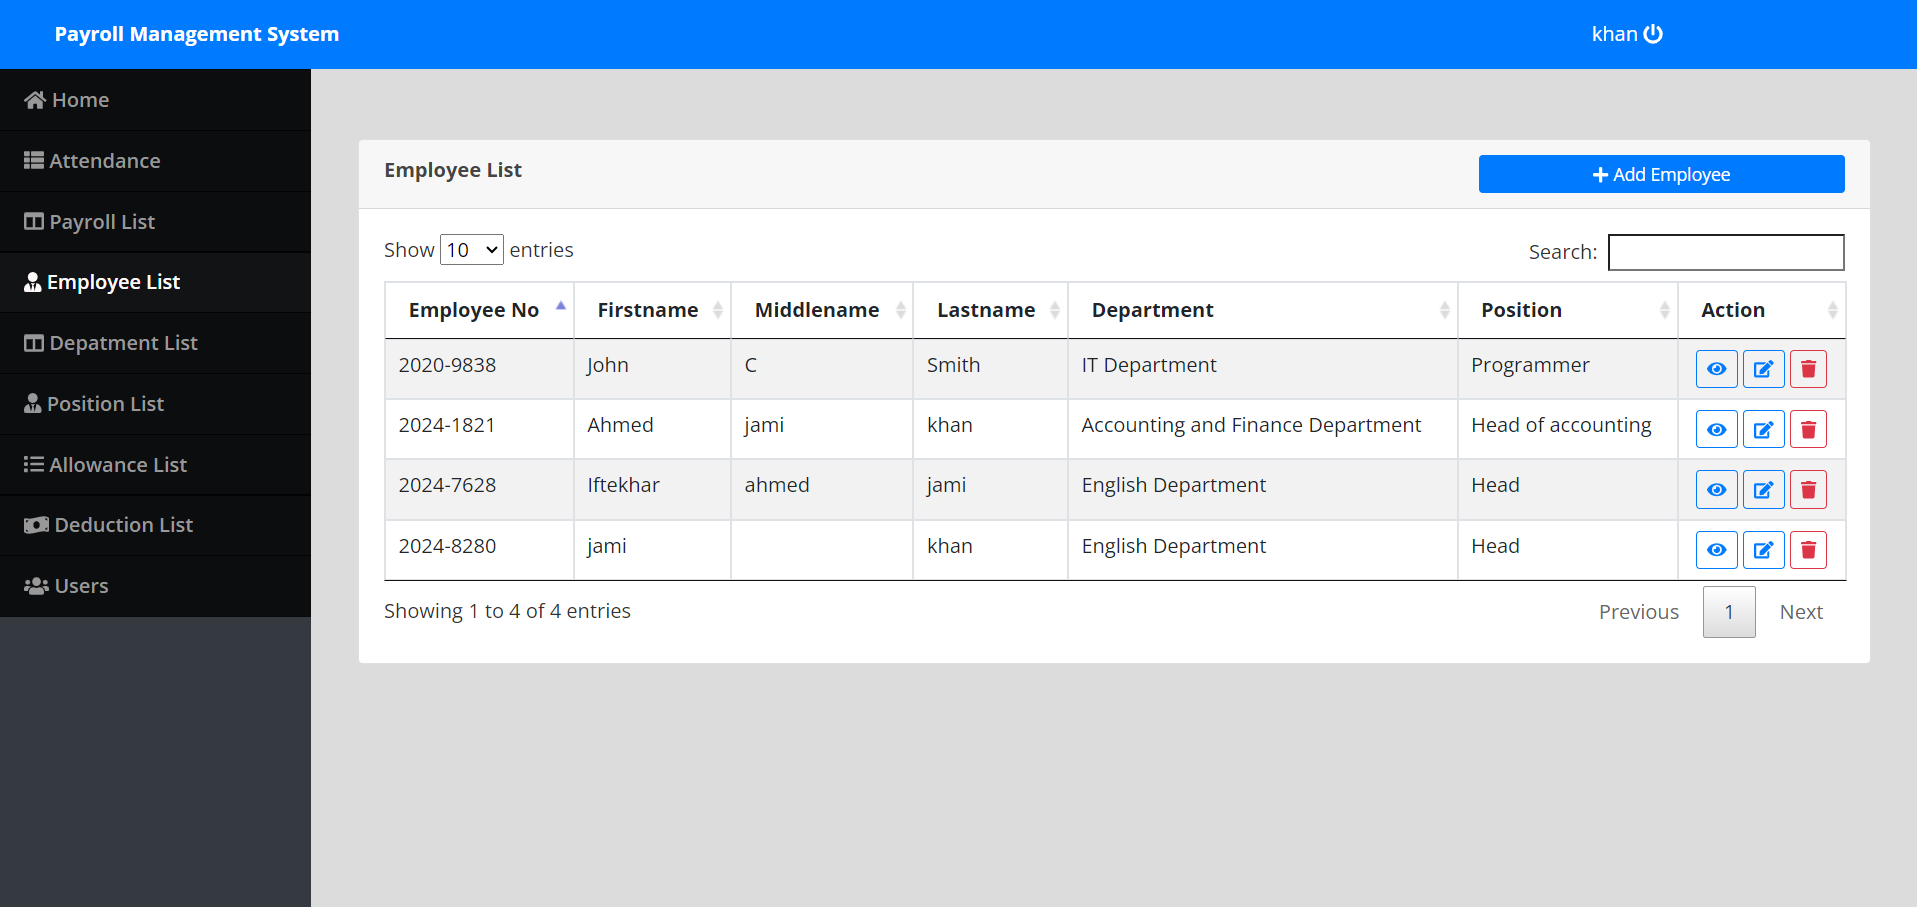 Payroll Management System
khan
Home
Attendance
Payroll List
Employee List
Depatment List
Position List
Allowance List
Deduction List
Users
Employee List
Add Employee
Show 10 entries
Search:
Employee No Firstname Middlename Lastname Department Position Action
2020-9838 John C Smith IT Department Programmer
2024-1821 Ahmed jami khan Accounting and Finance Department Head of accounting
2024-7628 Iftekhar ahmed jami English Department Head
2024-8280 jami khan English Department Head
Showing 1 to 4 of 4 entries
Previous 1 Next